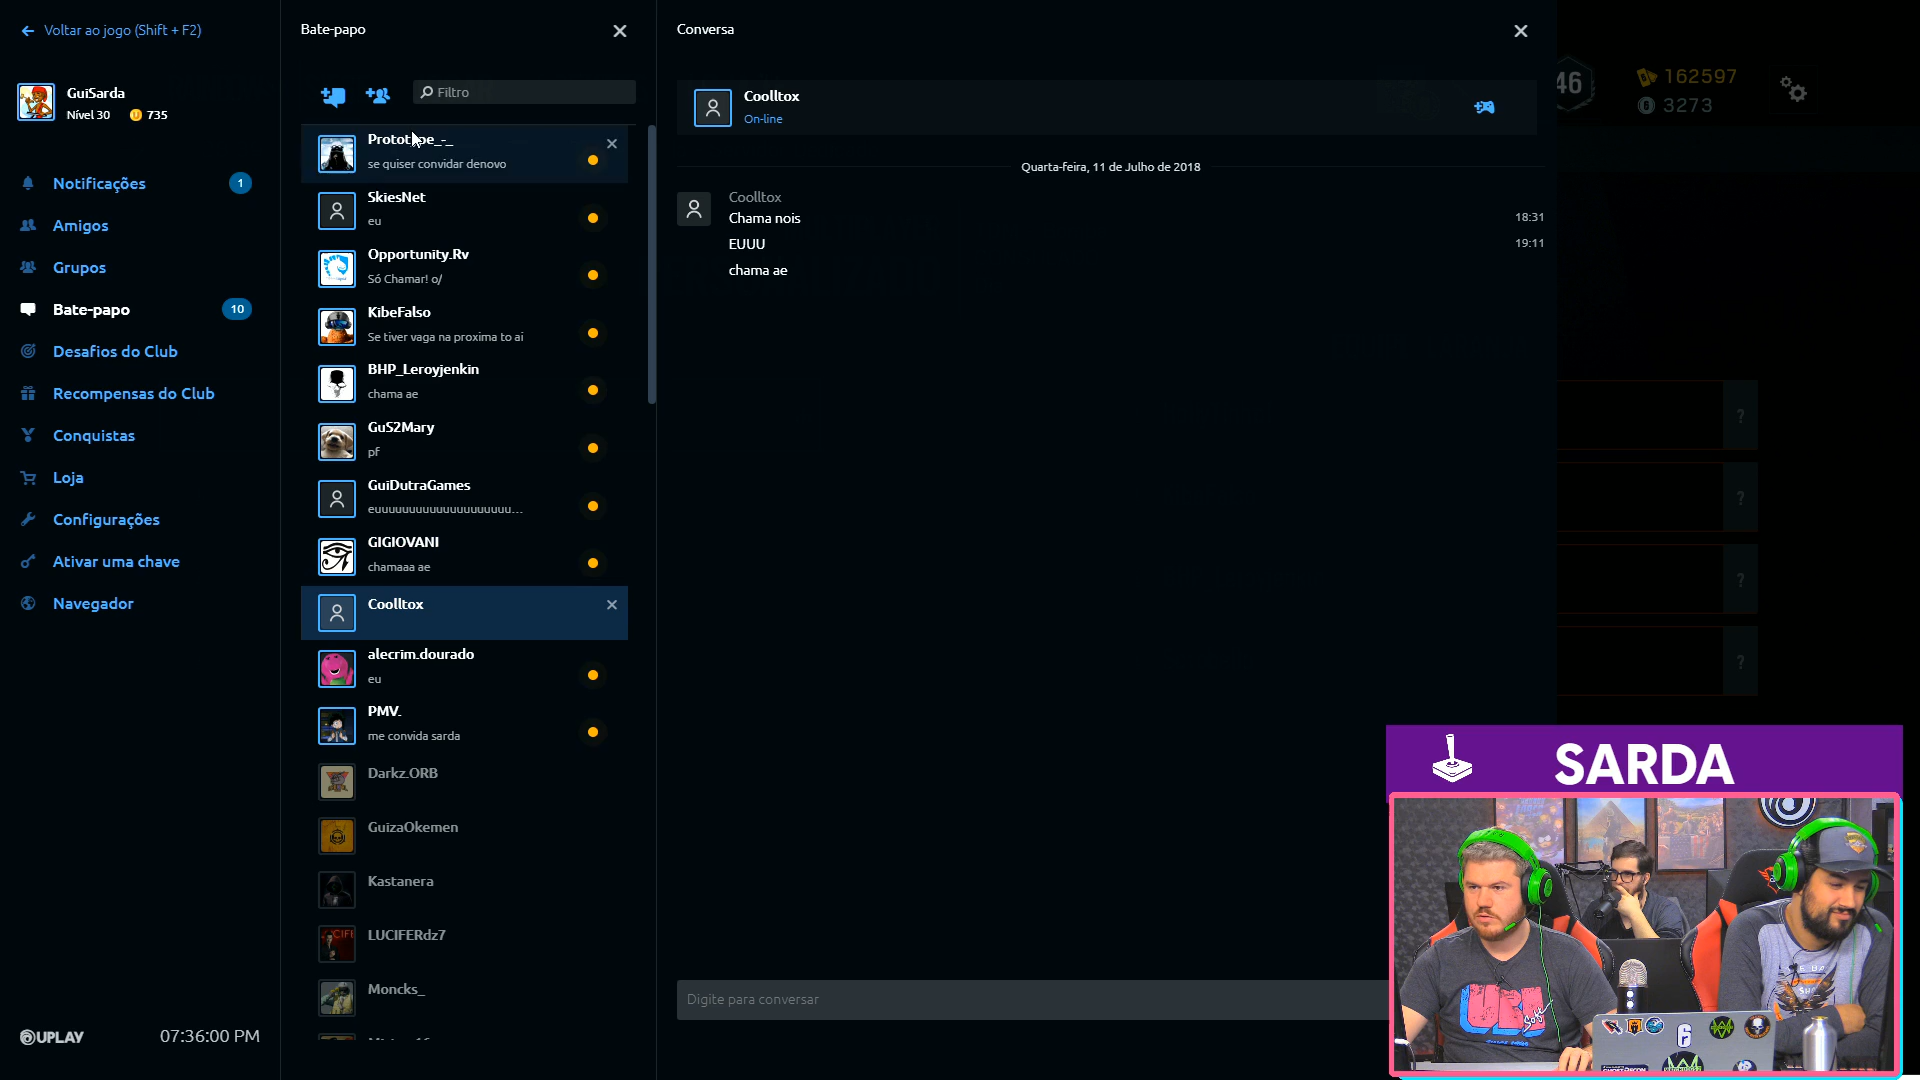 Voltar ao jogo (Shift + F2)
GuiSarda
Nível 30
735
Notificações
1
Amigos
Grupos
Bate-papo
10
Desafios do Club
Recompensas do Club
Conquistas
Loja
Configurações
Ativar uma chave
Navegador
UPLAY
07:36:00 PM
Bate-papo
Filtro
se quiser convidar denovo
SkiesNet
eu
Opportunity.Rv
Só Chamar! o/
KibeFalso
Se tiver vaga na proxima to ai
BHP_Leroyjenkin
chama ae
GuS2Mary
pf
GuiDutraGames
euuuuuuuuuuuuuuuuuuuu...
GIGIOVANI
chamaaa ae
Coolltox
alecrim.dourado
eu
PMV.
me convida sarda
Darkz.ORB
GuizaOkemen
Kastanera
LUCIFERdz7
Moncks_
Conversa
Coolltox
On-line
Quarta-feira, 11 de Julho de 2018
Coolltox
Chama nois
18:31
EUUU
19:11
chama ae
Digite para conversar
46
162597
3273
?
?
?
?
SARDA